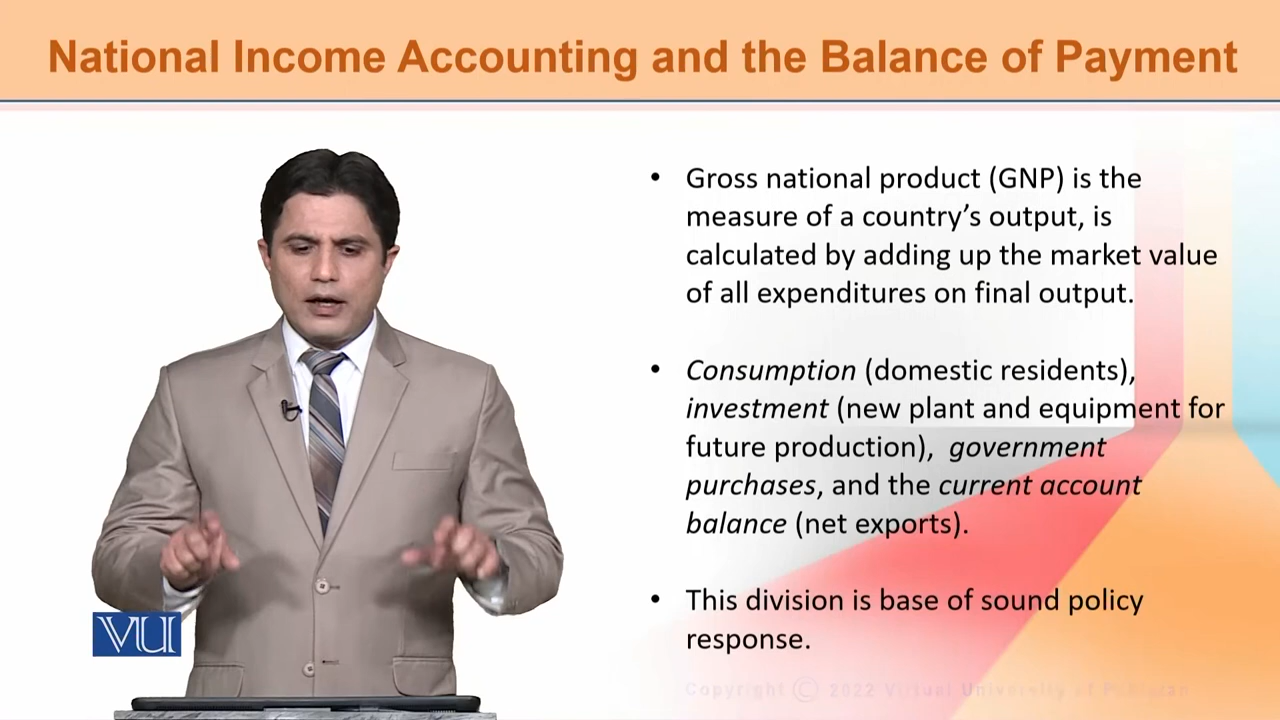 National Income Accounting and the Balance of Payment
• Gross national product (GNP) is the
measure of a country’s output, is
calculated by adding up the market value
of all expenditures on final output.
• Consumption (domestic residents),
investment (new plant and equipment for
future production), government
purchases, and the current account
balance (net exports).
• This division is base of sound policy
response.
VU
Copyright © 2022 Virtual University of Pakistan